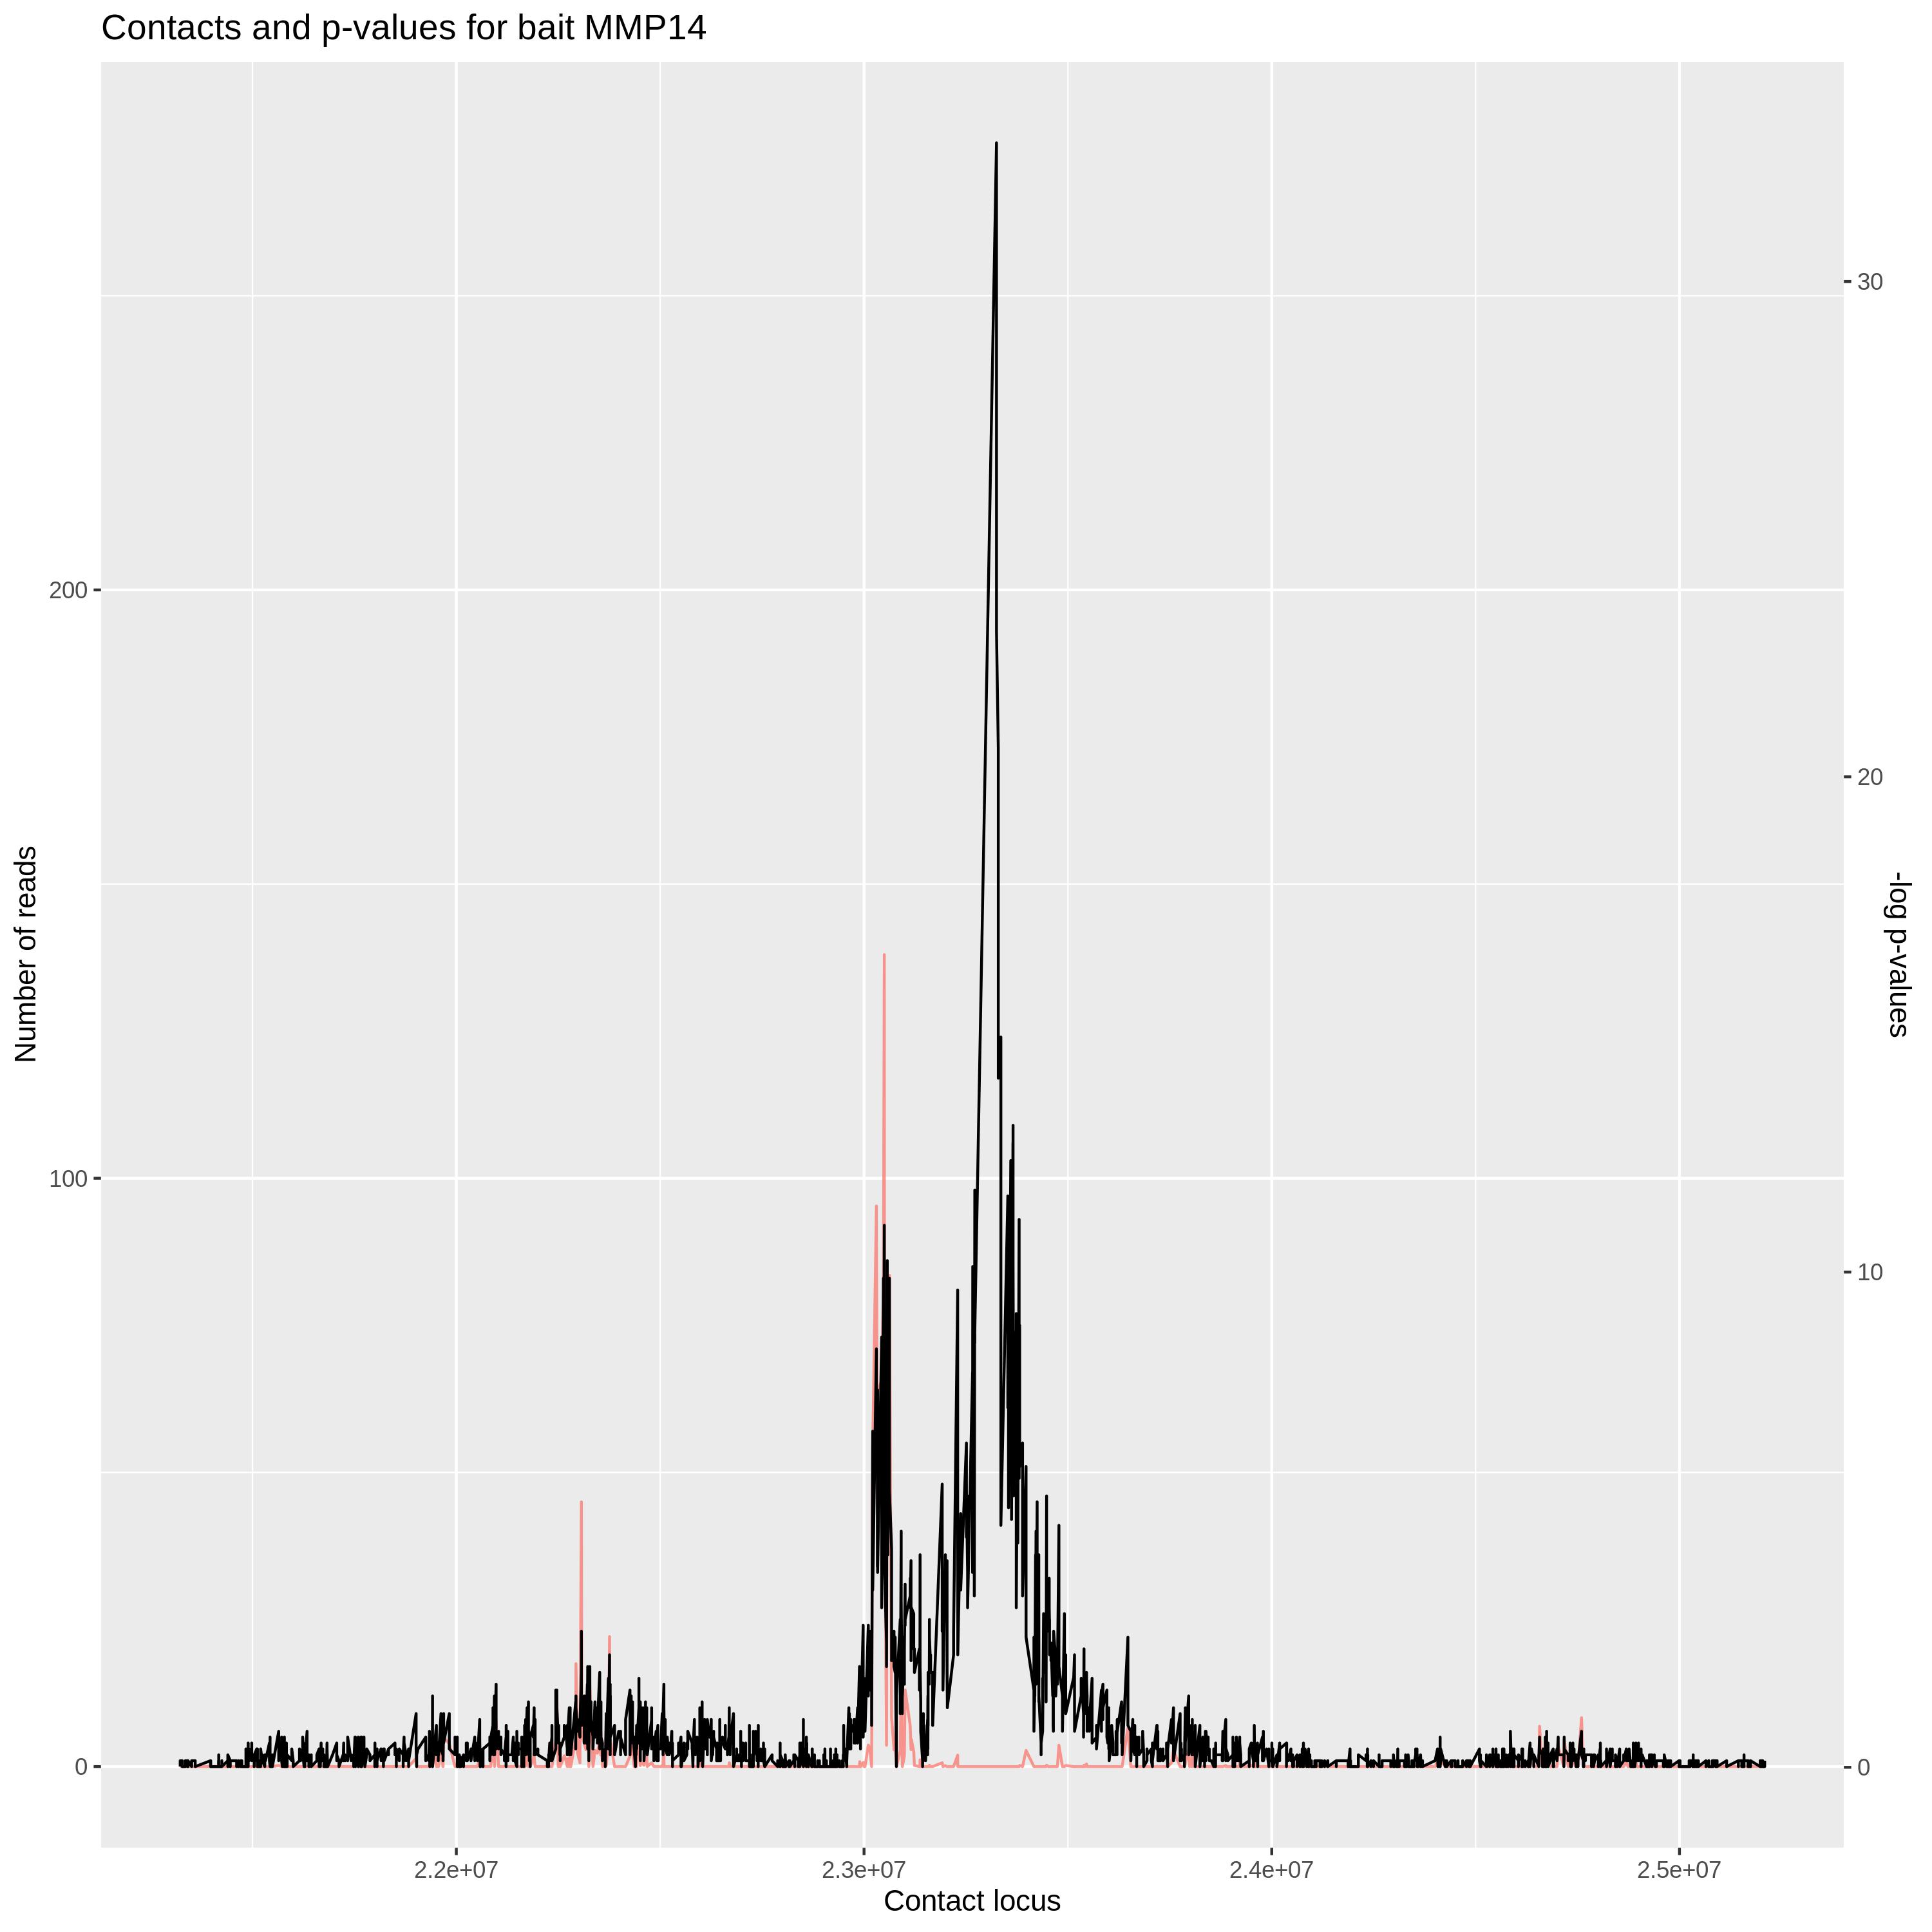 Contacts and p-values for bait MMP14
Number of reads
200
100
0
30
20
10
0
-log p-values
2.2e+07
2.3e+07
2.4e+07
2.5e+07
Contact locus